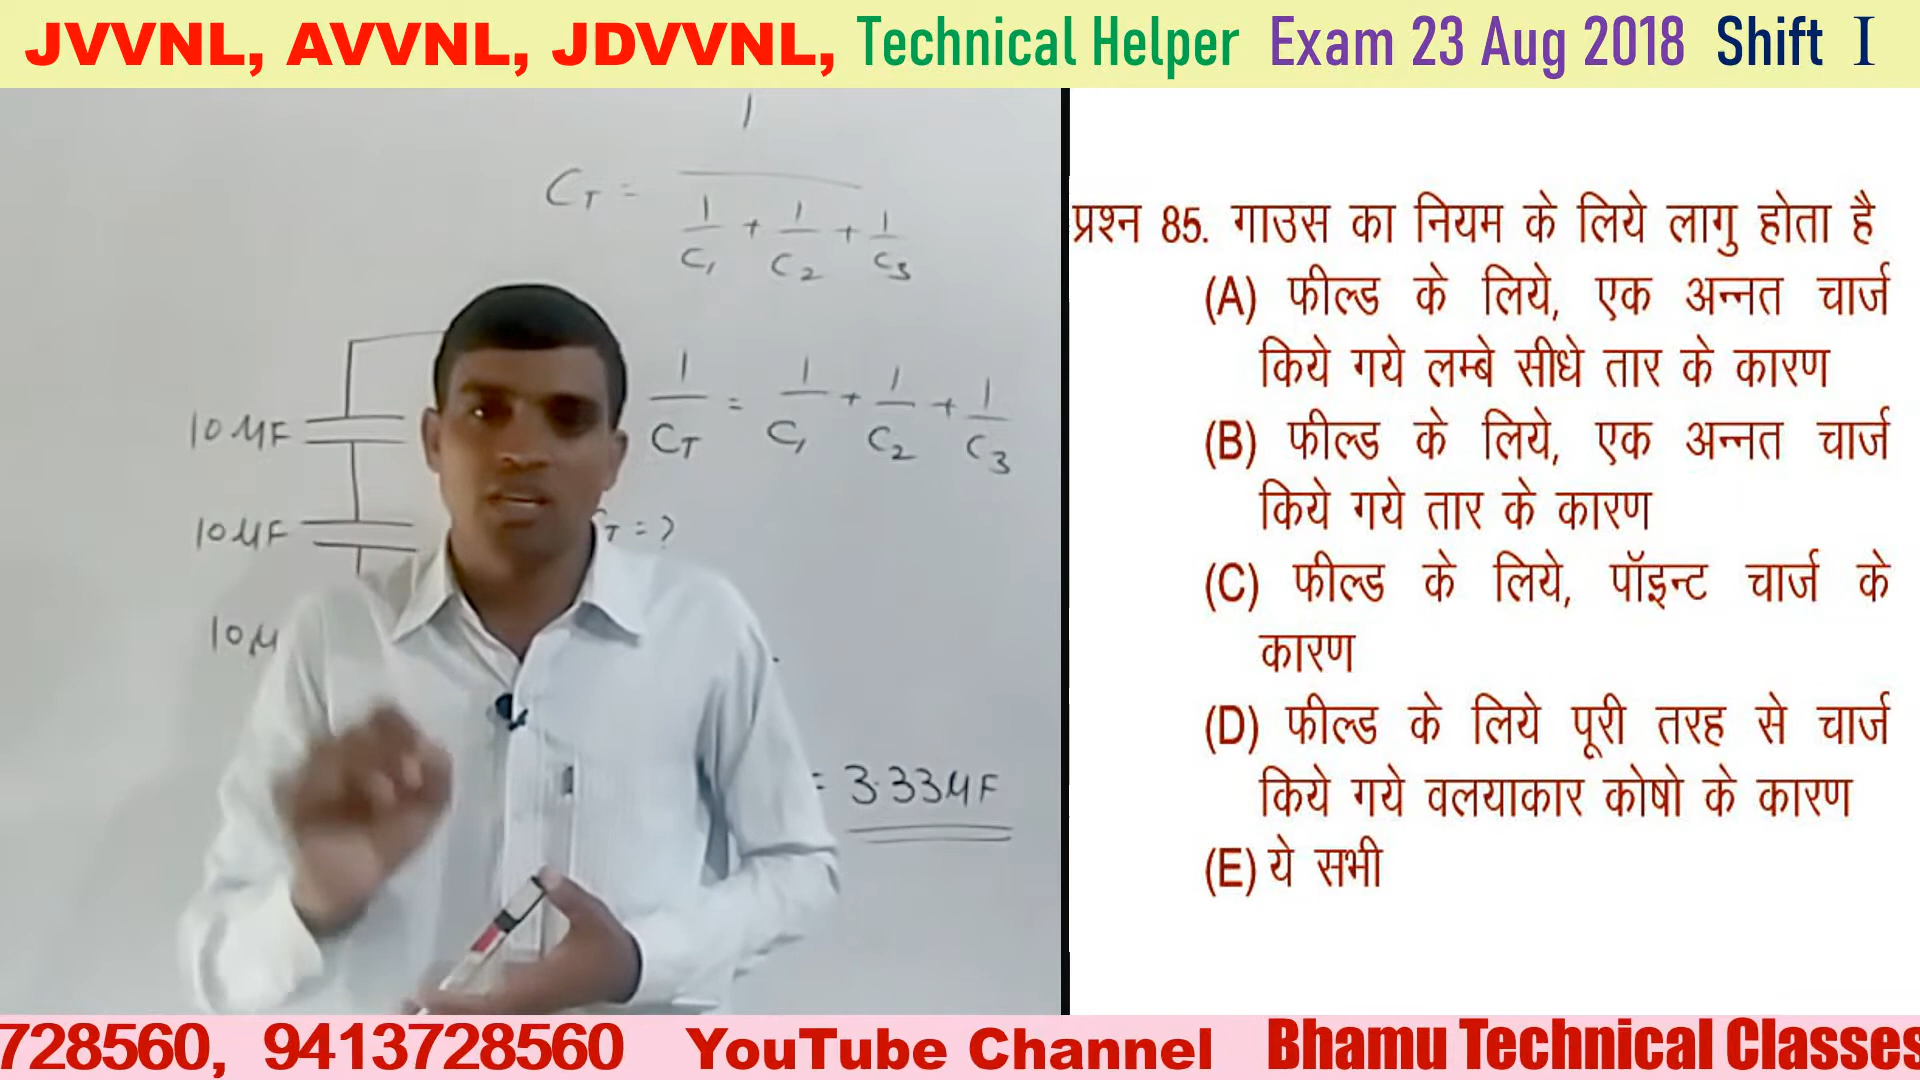 JVVNL, AVVNL, JDVVNL, Technical Helper Exam 23 Aug 2018 Shift I
1
C_T = ─────────────
1/C₁ + 1/C₂ + 1/C₃
1/C_T = 1/C₁ + 1/C₂ + 1/C₃
10 μF
10 μF
T = ?
10 μ
= 3.33 μF
प्रश्न 85. गाउस का नियम के लिये लागु होता है
(A) फील्ड के लिये, एक अन्नत चार्ज
किये गये लम्बे सीधे तार के कारण
(B) फील्ड के लिये, एक अन्नत चार्ज
किये गये तार के कारण
(C) फील्ड के लिये, पॉइन्ट चार्ज के
कारण
(D) फील्ड के लिये पूरी तरह से चार्ज
किये गये वलयाकार कोषो के कारण
(E) ये सभी
728560, 9413728560 YouTube Channel Bhamu Technical Classes